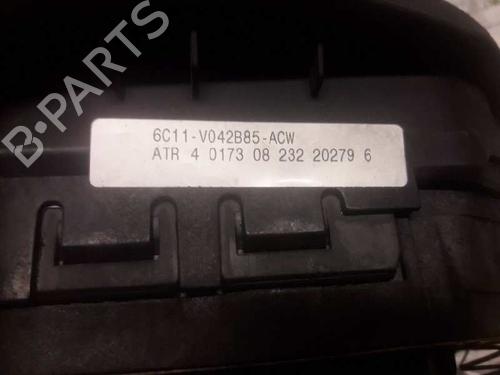 6C11-V042B85-ACW
ATR 4 0173 08 232 20279 6
B-PARTS